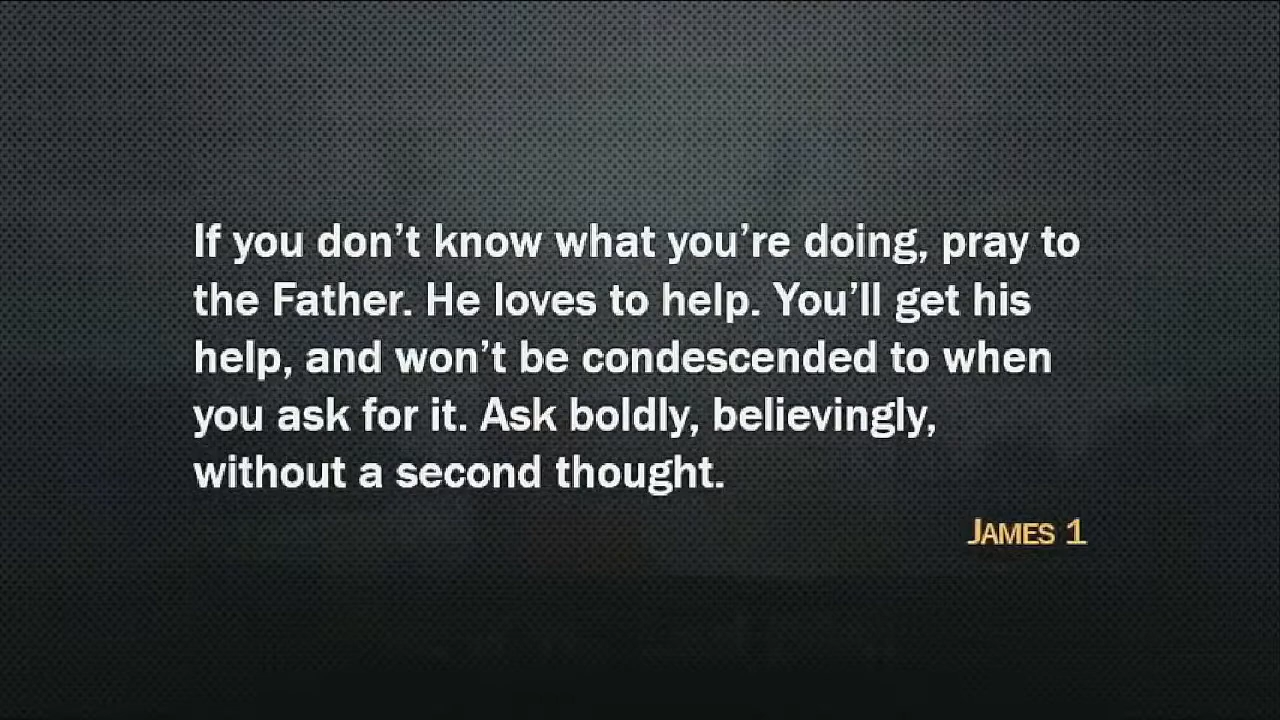 If you don’t know what you’re doing, pray to
the Father. He loves to help. You’ll get his
help, and won’t be condescended to when
you ask for it. Ask boldly, believingly,
without a second thought.
James 1